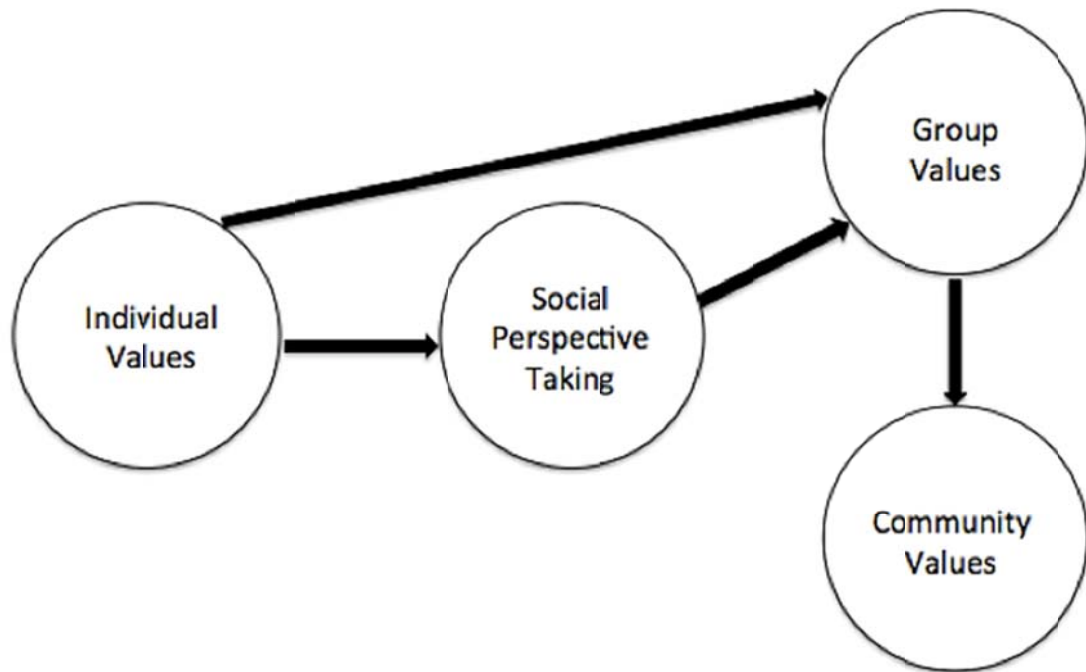 Group
Values
Individual
Values
Social
Perspective
Taking
Community
Values